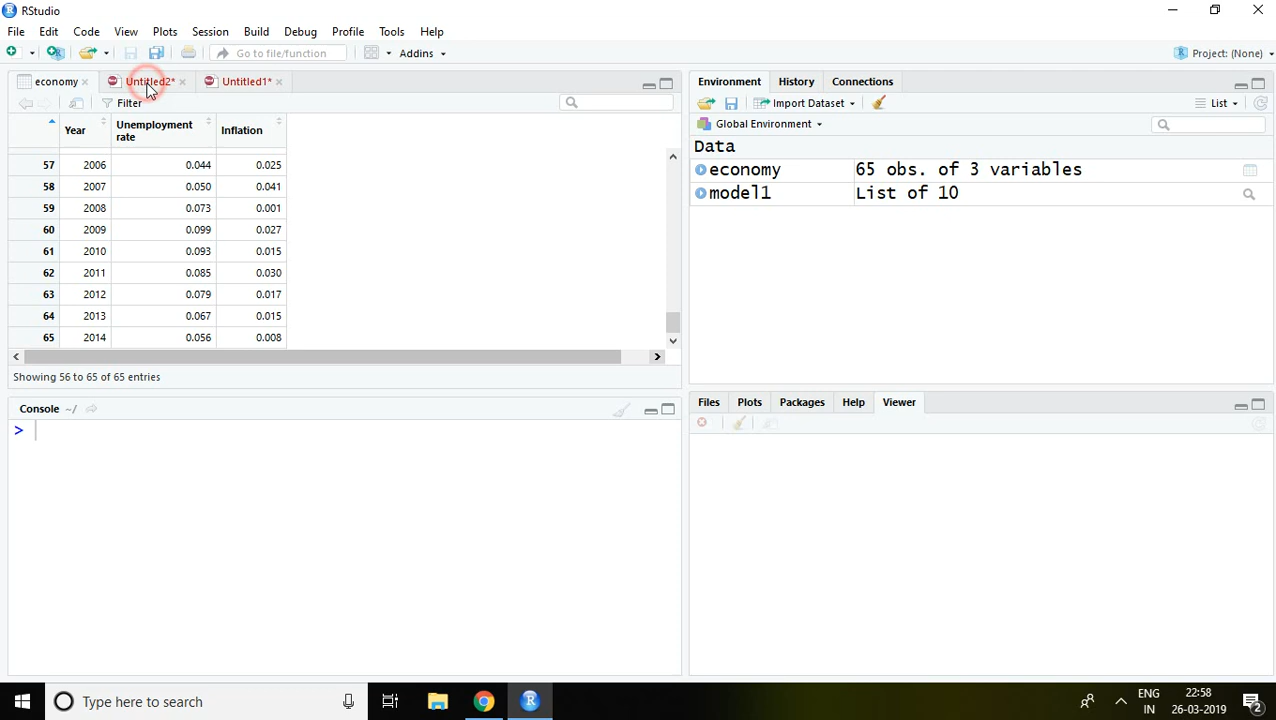 RStudio
File Edit Code View Plots Session Build Debug Profile Tools Help
Go to file/function Addins Project: (None)
economy Untitled2* Untitled1*
Filter
Year Unemployment rate Inflation
57 2006 0.044 0.025
58 2007 0.050 0.041
59 2008 0.073 0.001
60 2009 0.099 0.027
61 2010 0.093 0.015
62 2011 0.085 0.030
63 2012 0.079 0.017
64 2013 0.067 0.015
65 2014 0.056 0.008
Showing 56 to 65 of 65 entries
Console ~/
>
Environment History Connections
Import Dataset List
Global Environment
Data
economy 65 obs. of 3 variables
model1 List of 10
Files Plots Packages Help Viewer
Type here to search
ENG 22:58
IN 26-03-2019 2